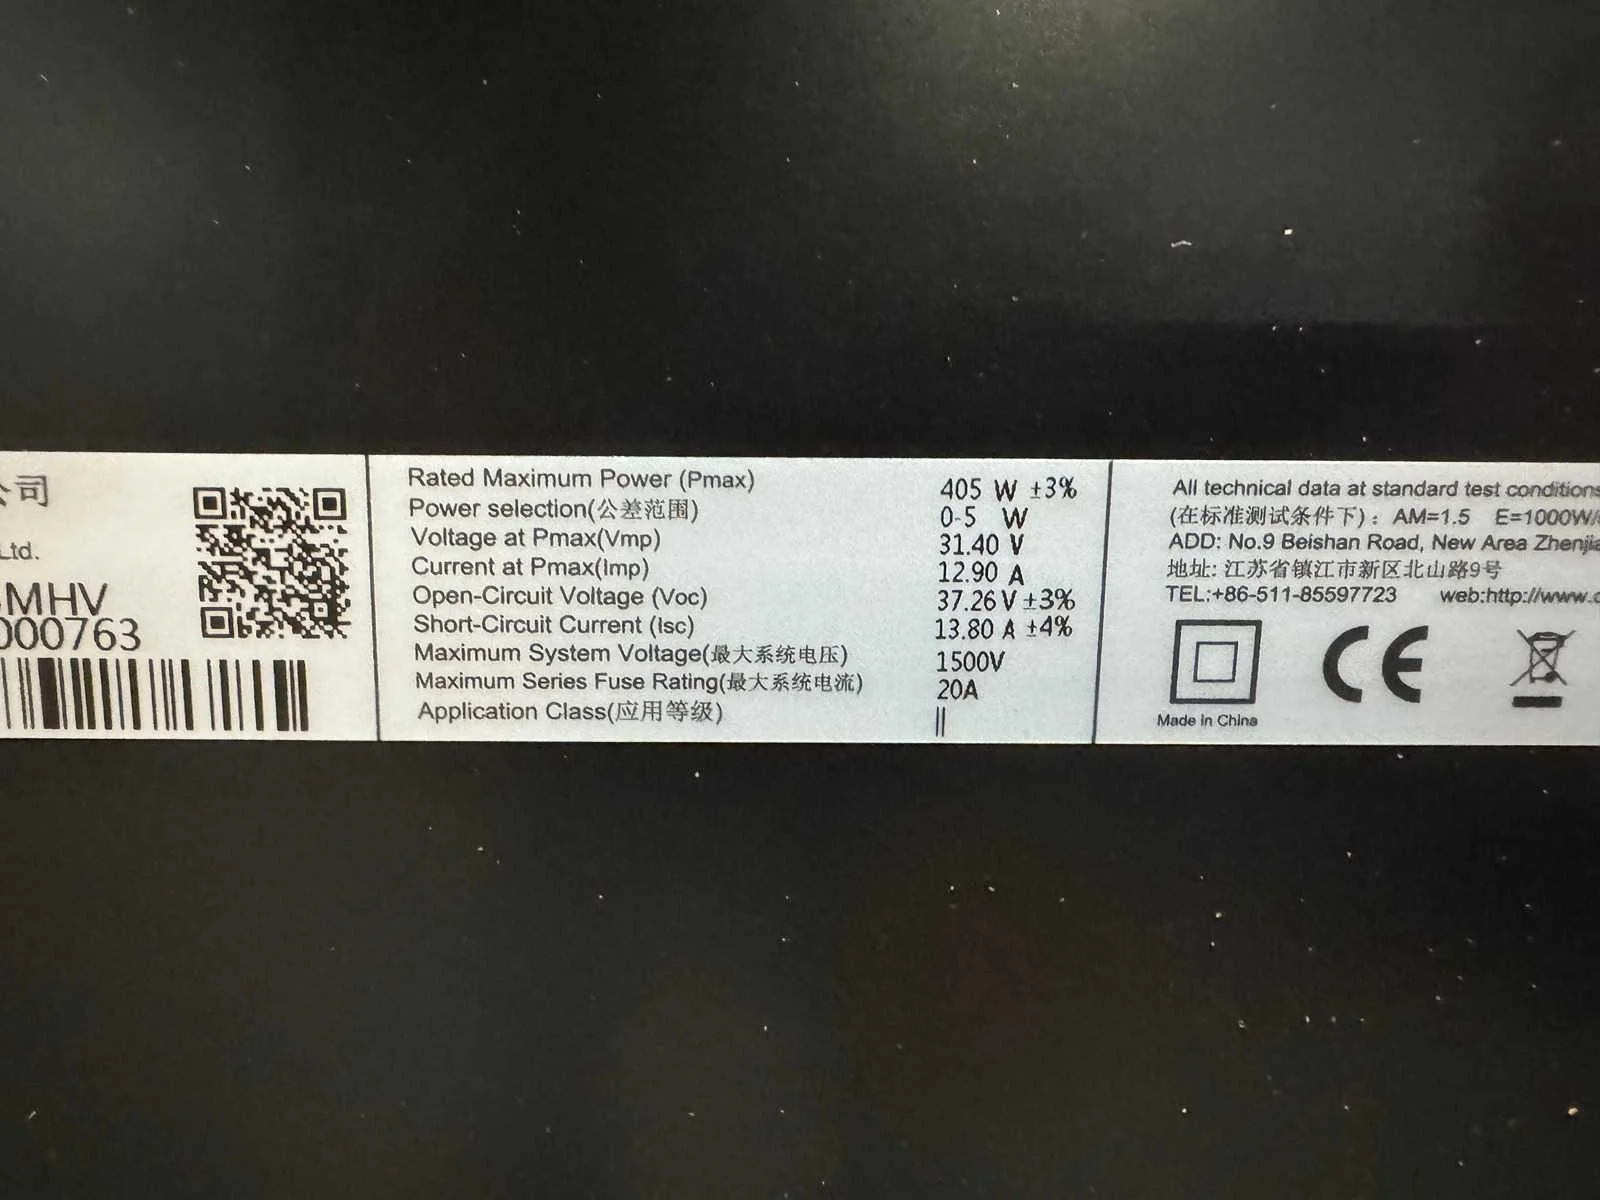 公司
Ltd.
MHV
000763
Rated Maximum Power (Pmax) 405 W ±3%
Power selection(公差范围) 0-5 W
Voltage at Pmax(Vmp) 31.40 V
Current at Pmax(Imp) 12.90 A
Open-Circuit Voltage (Voc) 37.26 V ±3%
Short-Circuit Current (Isc) 13.80 A ±4%
Maximum System Voltage(最大系统电压) 1500V
Maximum Series Fuse Rating(最大系统电流) 20A
Application Class(应用等级) ||
All technical data at standard test conditions
(在标准测试条件下)：AM=1.5 E=1000W/
ADD: No.9 Beishan Road, New Area Zhenjia
地址: 江苏省镇江市新区北山路9号
TEL:+86-511-85597723 web:http://www.
CE
Made in China